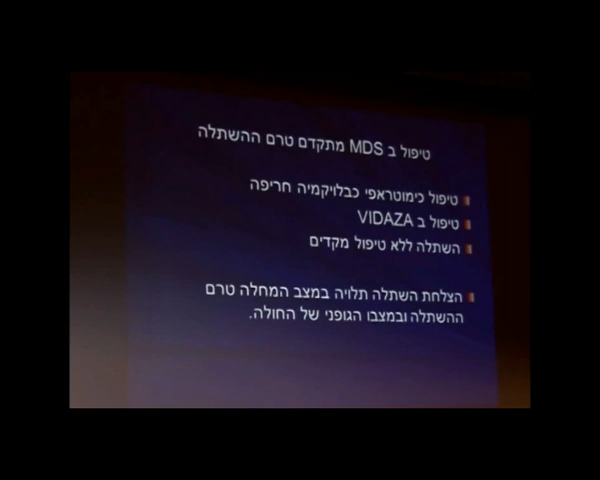 טיפול ב MDS מתקדם טרם ההשתלה
טיפול כימוטראפי כבלויקמיה חריפה
טיפול ב VIDAZA
השתלה ללא טיפול מקדים
הצלחת השתלה תלויה במצב המחלה טרם
ההשתלה ובמצבו הגופני של החולה.